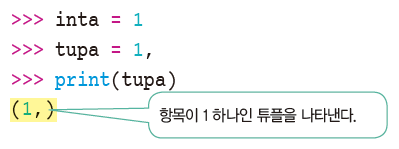 >>> inta = 1
>>> tupa = 1,
>>> print(tupa)
(1,)
항목이 1 하나인 튜플을 나타낸다.